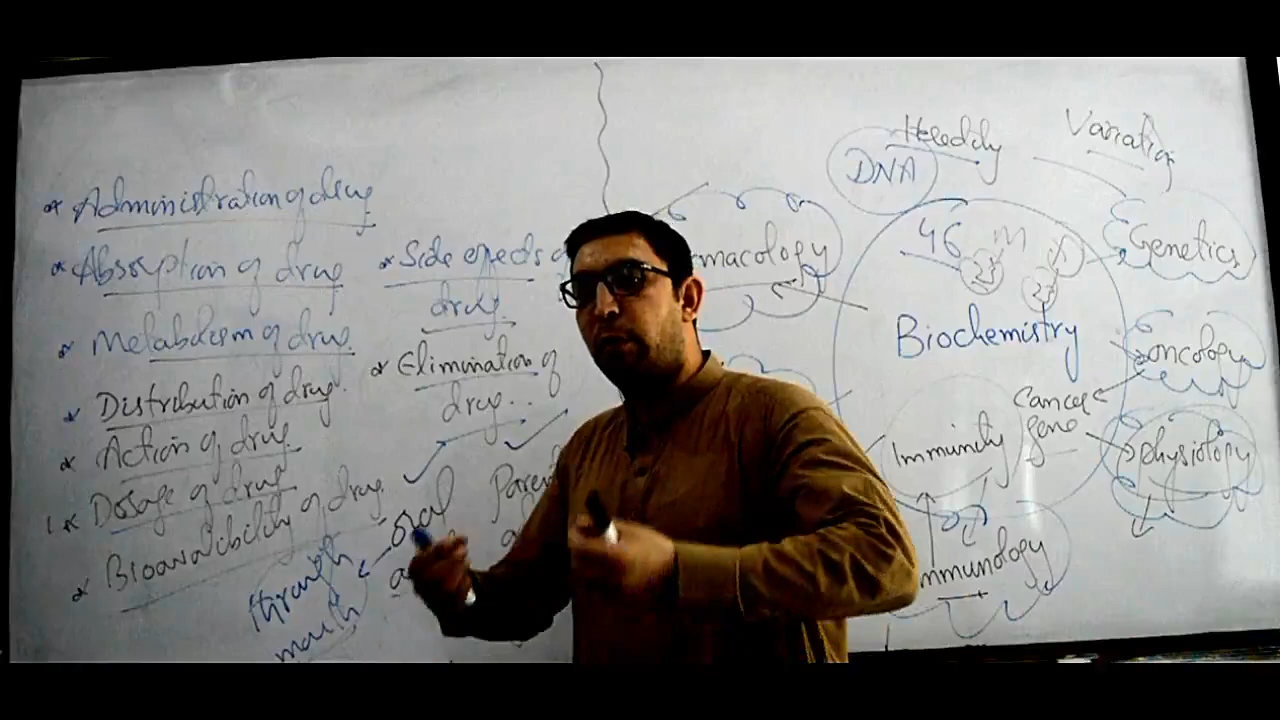 * Administration of drug
* Absorption of drug
* Metabolism of drug
* Distribution of drug.
* Action of drug
* Dosage of drug
* Bioavalibility of drug
* Side effects of
drug.
* Elimination of
drug...
oral
through
mouth
Paren
macology
DNA
Heredity
Variation
46
23
23
Genetics
Biochemistry
oncology
Cancer
gene
Immunity
physiology
mmunology